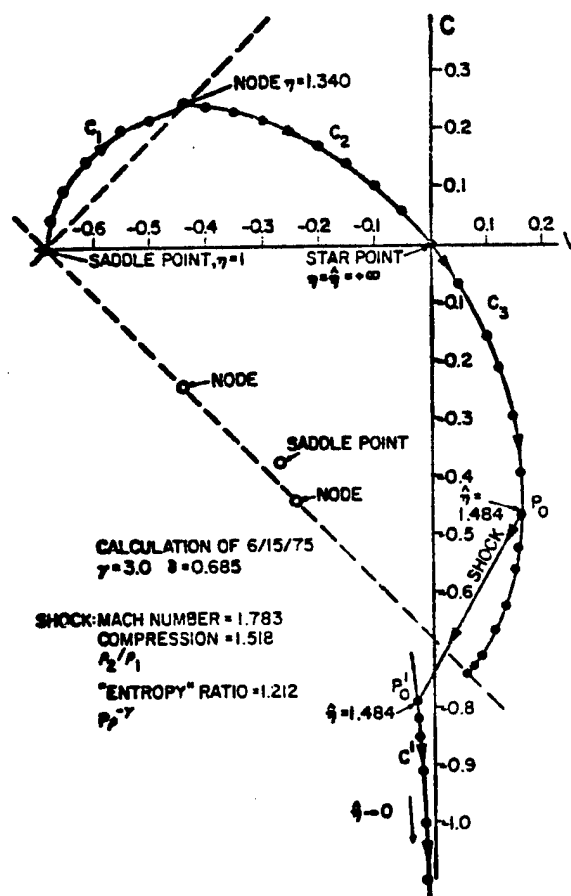 C
0.3
NODE η=1.340
0.2
C₁
C₂
0.1
-0.6 -0.5 -0.4 -0.3 -0.2 -0.1
0.1 0.2 V
SADDLE POINT, η=1
STAR POINT
η=η̂=+∞
-0.1
C₃
-0.2
NODE
-0.3
SADDLE POINT
-0.4
NODE
η̂=
1.484
P₀
-0.5
SHOCK
CALCULATION OF 6/15/75
γ=3.0 δ=0.685
-0.6
SHOCK: MACH NUMBER = 1.783
COMPRESSION = 1.518
ρ₂/ρ₁
-0.7
"ENTROPY" RATIO = 1.212
Pρ^-γ
P₀'
-0.8
η̂=1.484
C'
-0.9
η̂→0
-1.0